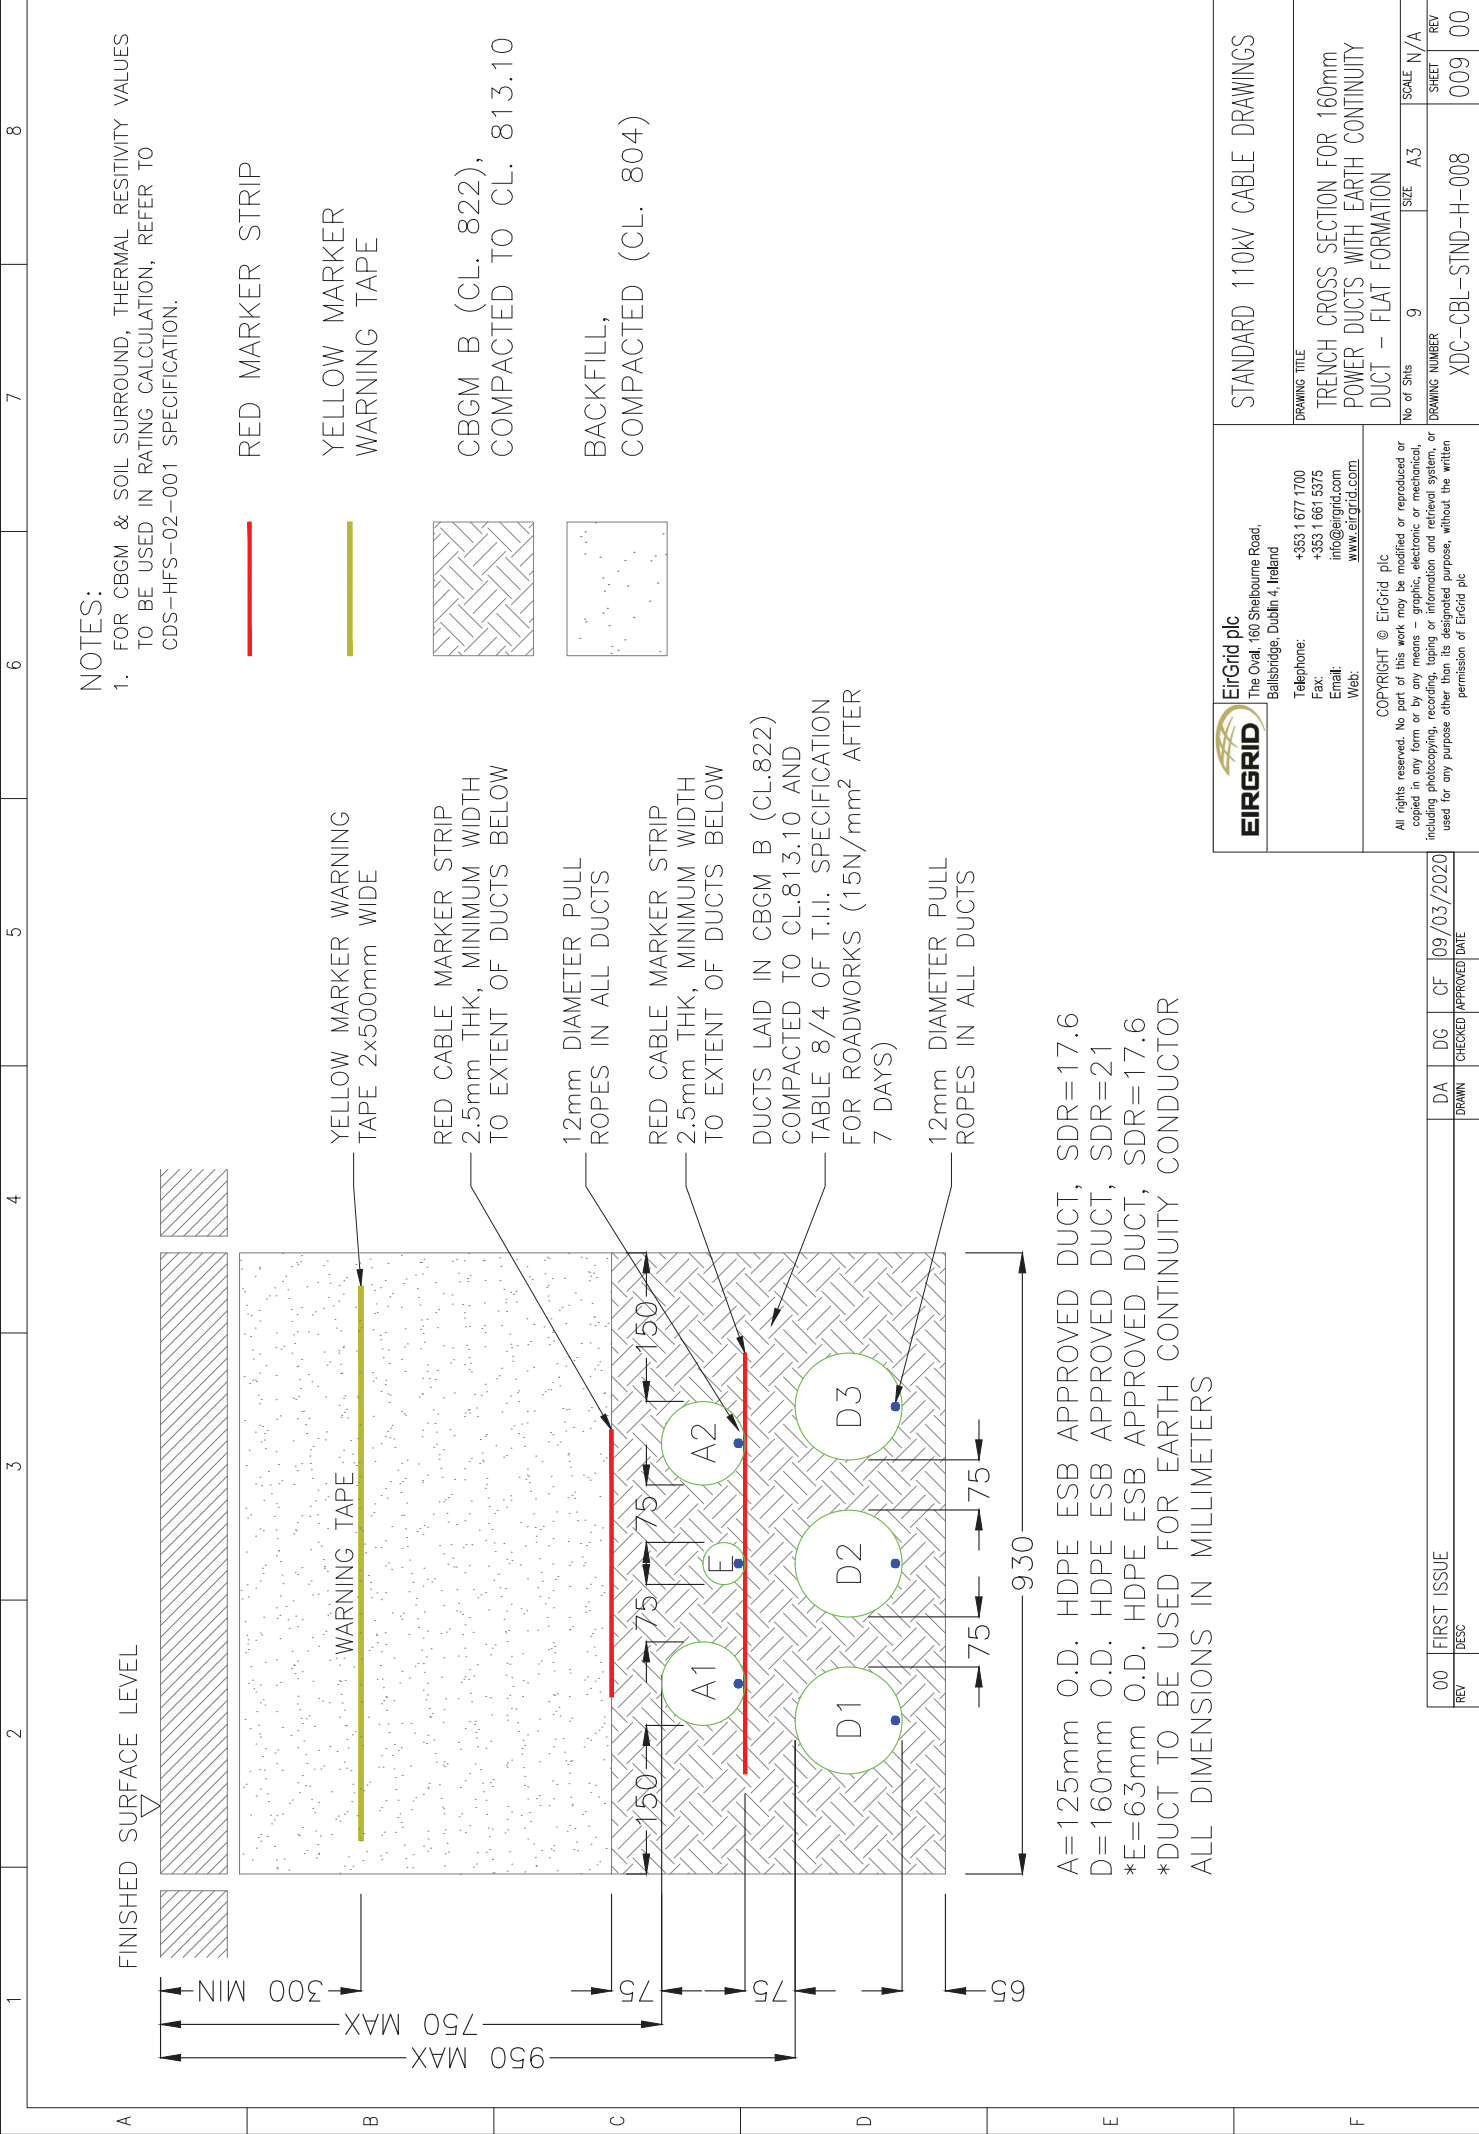 1 2 3 4 5 6 7 8
A
B
C
D
E
F
NOTES:
1. FOR CBGM & SOIL SURROUND, THERMAL RESITIVITY VALUES
TO BE USED IN RATING CALCULATION, REFER TO
CDS-HFS-02-001 SPECIFICATION.
RED MARKER STRIP
YELLOW MARKER
WARNING TAPE
CBGM B (CL. 822),
COMPACTED TO CL. 813.10
BACKFILL,
COMPACTED (CL. 804)
FINISHED SURFACE LEVEL
WARNING TAPE
300 MIN
750 MAX
950 MAX
75
75
65
150
75
75
150
A1
E
A2
D1
D2
D3
75
75
930
YELLOW MARKER WARNING
TAPE 2x500mm WIDE
RED CABLE MARKER STRIP
2.5mm THK, MINIMUM WIDTH
TO EXTENT OF DUCTS BELOW
12mm DIAMETER PULL
ROPES IN ALL DUCTS
RED CABLE MARKER STRIP
2.5mm THK, MINIMUM WIDTH
TO EXTENT OF DUCTS BELOW
DUCTS LAID IN CBGM B (CL.822)
COMPACTED TO CL.813.10 AND
TABLE 8/4 OF T.I.I. SPECIFICATION
FOR ROADWORKS (15N/mm² AFTER
7 DAYS)
12mm DIAMETER PULL
ROPES IN ALL DUCTS
A=125mm O.D. HDPE ESB APPROVED DUCT, SDR=17.6
D=160mm O.D. HDPE ESB APPROVED DUCT, SDR=21
*E=63mm O.D. HDPE ESB APPROVED DUCT, SDR=17.6
*DUCT TO BE USED FOR EARTH CONTINUITY CONDUCTOR
ALL DIMENSIONS IN MILLIMETERS
00 FIRST ISSUE DA DG CF 09/03/2020
REV DESC DRAWN CHECKED APPROVED DATE
EIRGRID
EirGrid plc
The Oval, 160 Shelbourne Road,
Ballsbridge, Dublin 4, Ireland
Telephone: +353 1 677 1700
Fax: +353 1 661 5375
Email: info@eirgrid.com
Web: www.eirgrid.com
COPYRIGHT © EirGrid plc
All rights reserved. No part of this work may be modified or reproduced or
copied in any form or by any means - graphic, electronic or mechanical,
including photocopying, recording, taping or information and retrieval system, or
used for any purpose other than its designated purpose, without the written
permission of EirGrid plc
STANDARD 110kV CABLE DRAWINGS
DRAWING TITLE
TRENCH CROSS SECTION FOR 160mm
POWER DUCTS WITH EARTH CONTINUITY
DUCT - FLAT FORMATION
No of Shts 9 SIZE A3 SCALE N/A
DRAWING NUMBER SHEET REV
XDC-CBL-STND-H-008 009 00